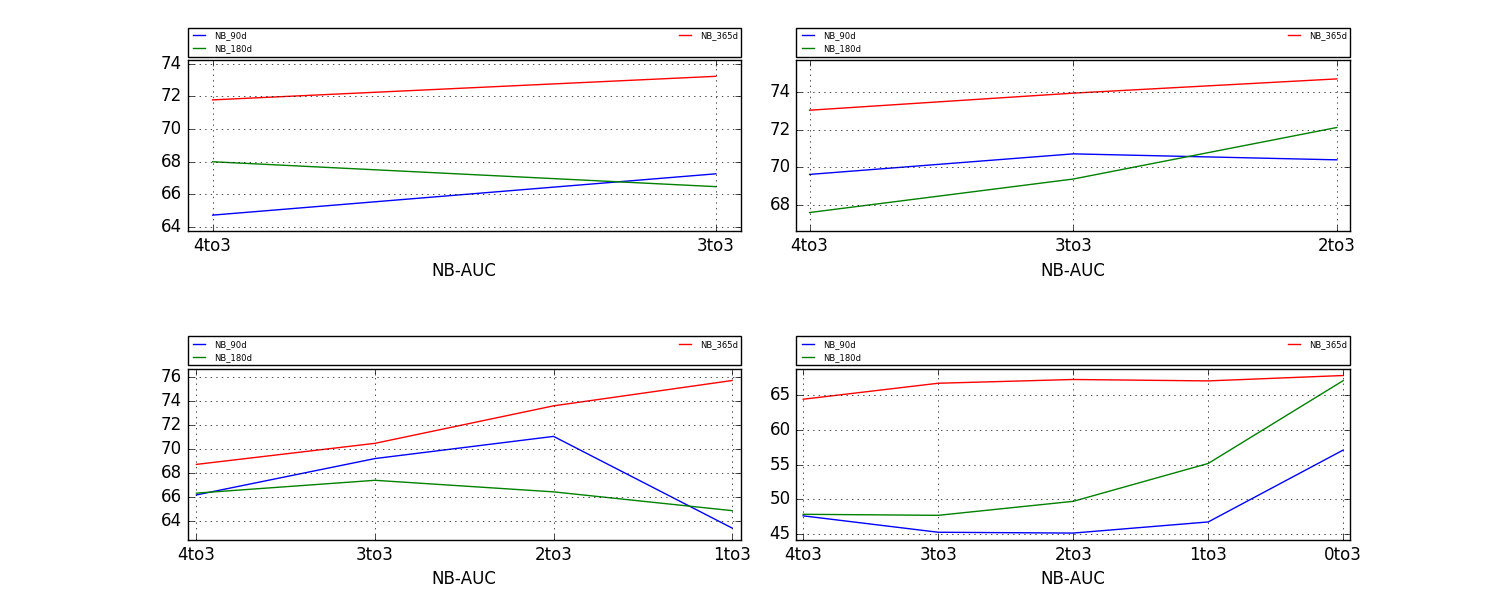 NB_90d
NB_180d
NB_365d
74
72
70
68
66
64
4to3 3to3
NB-AUC
NB_90d
NB_180d
NB_365d
74
72
70
68
4to3 3to3 2to3
NB-AUC
NB_90d
NB_180d
NB_365d
76
74
72
70
68
66
64
4to3 3to3 2to3 1to3
NB-AUC
NB_90d
NB_180d
NB_365d
65
60
55
50
45
4to3 3to3 2to3 1to3 0to3
NB-AUC